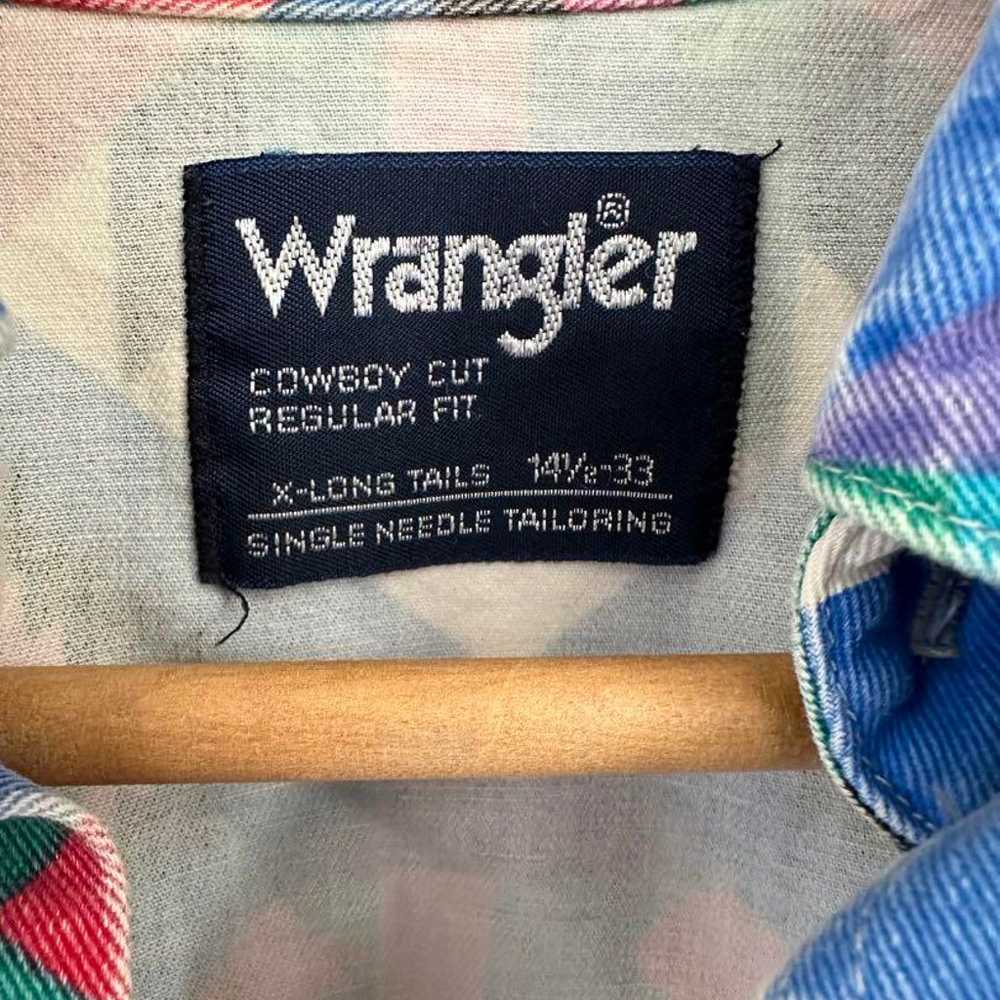 Wrangler®
COWBOY CUT
REGULAR FIT
X-LONG TAILS 14½-33
SINGLE NEEDLE TAILORING